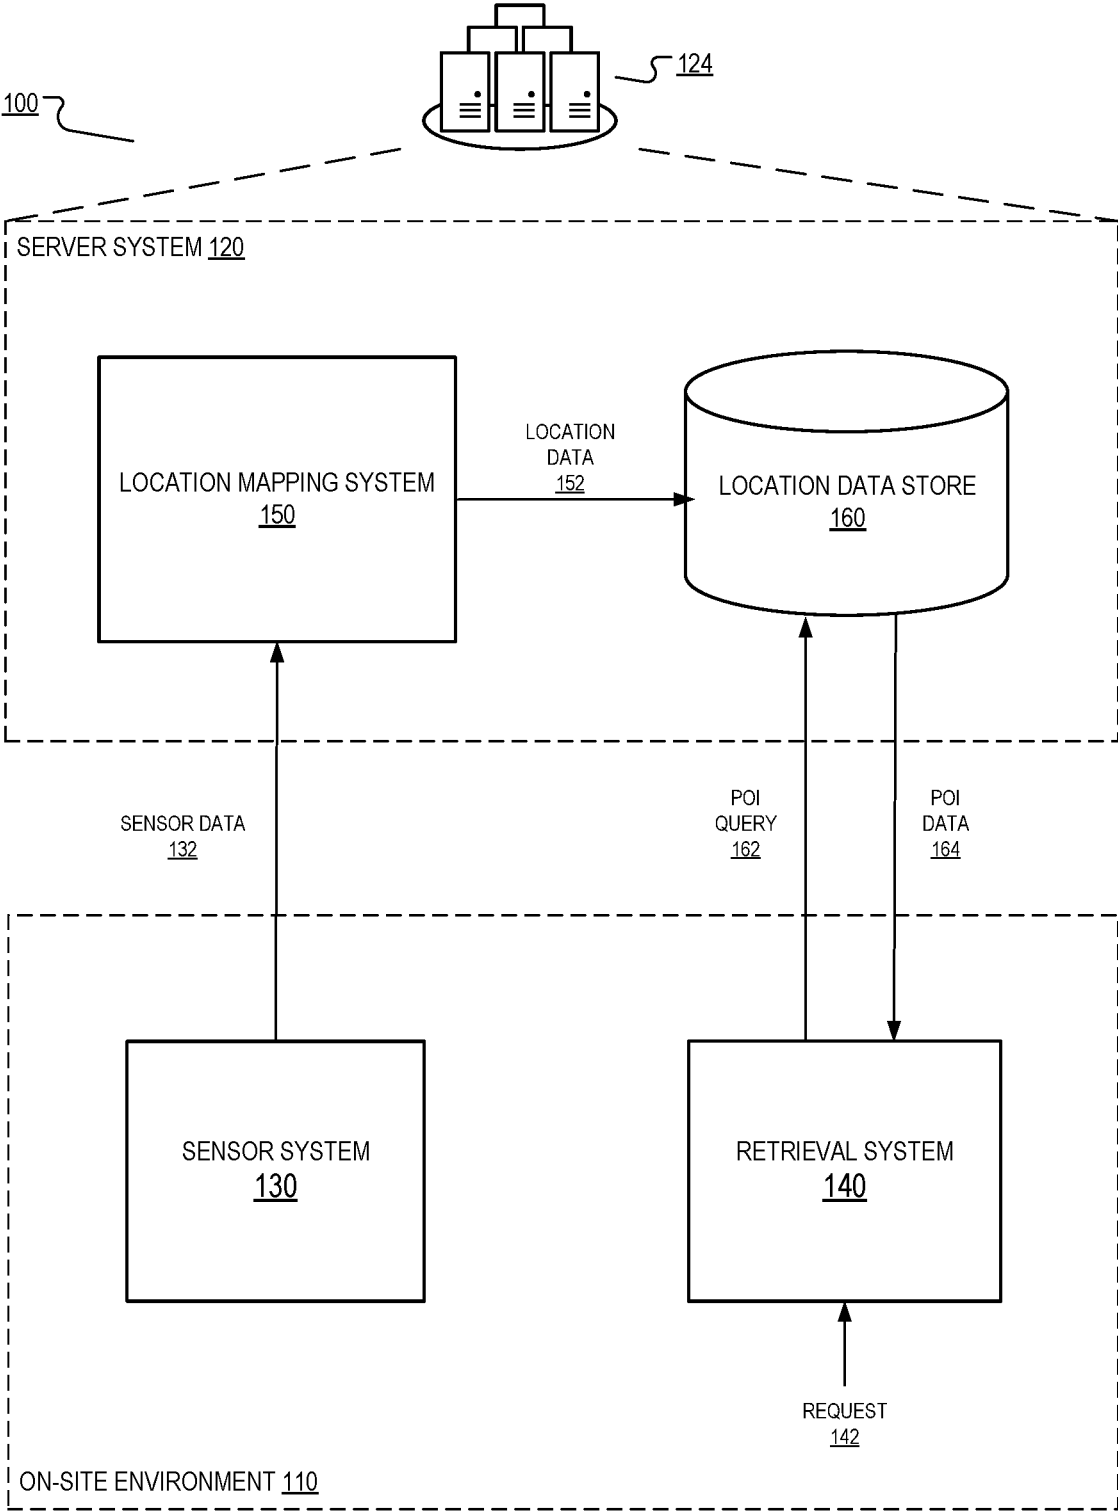 124
100
SERVER SYSTEM 120
LOCATION MAPPING SYSTEM
150
LOCATION
DATA
152
LOCATION DATA STORE
160
SENSOR DATA
132
POI
QUERY
162
POI
DATA
164
SENSOR SYSTEM
130
RETRIEVAL SYSTEM
140
REQUEST
142
ON-SITE ENVIRONMENT 110